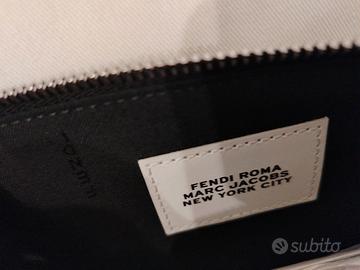 FENDI ROMA
MARC JACOBS
NEW YORK CITY
subito